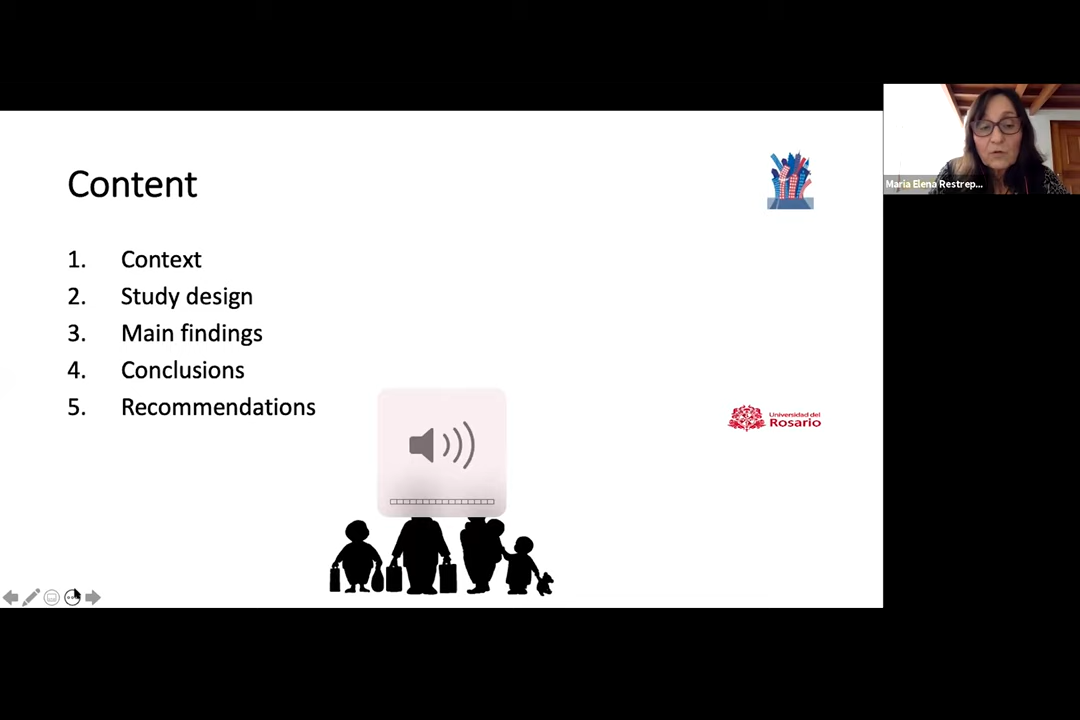 Content
1. Context
2. Study design
3. Main findings
4. Conclusions
5. Recommendations
Universidad del
Rosario
Maria Elena Restrep...